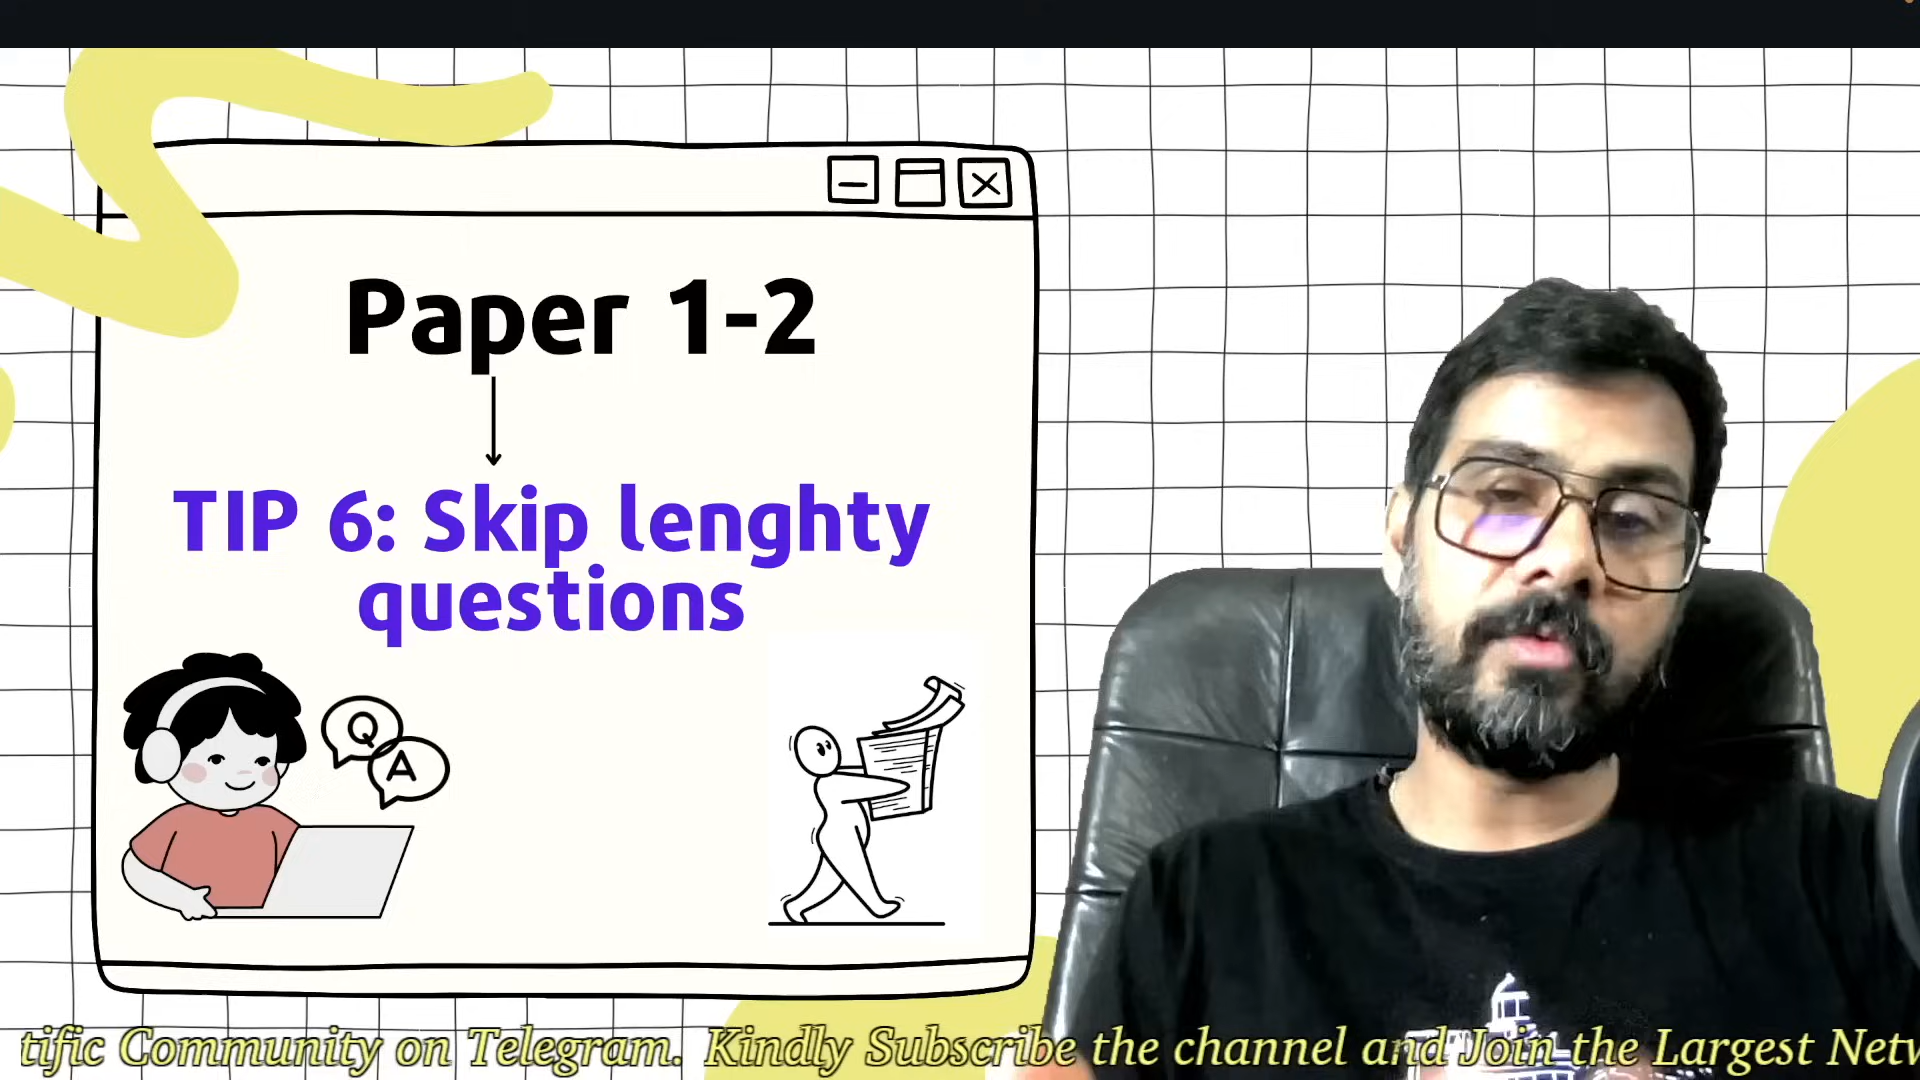 Paper 1-2
TIP 6: Skip lenghty
questions
Q
A
tific Community on Telegram. Kindly Subscribe the channel and Join the Largest Netw